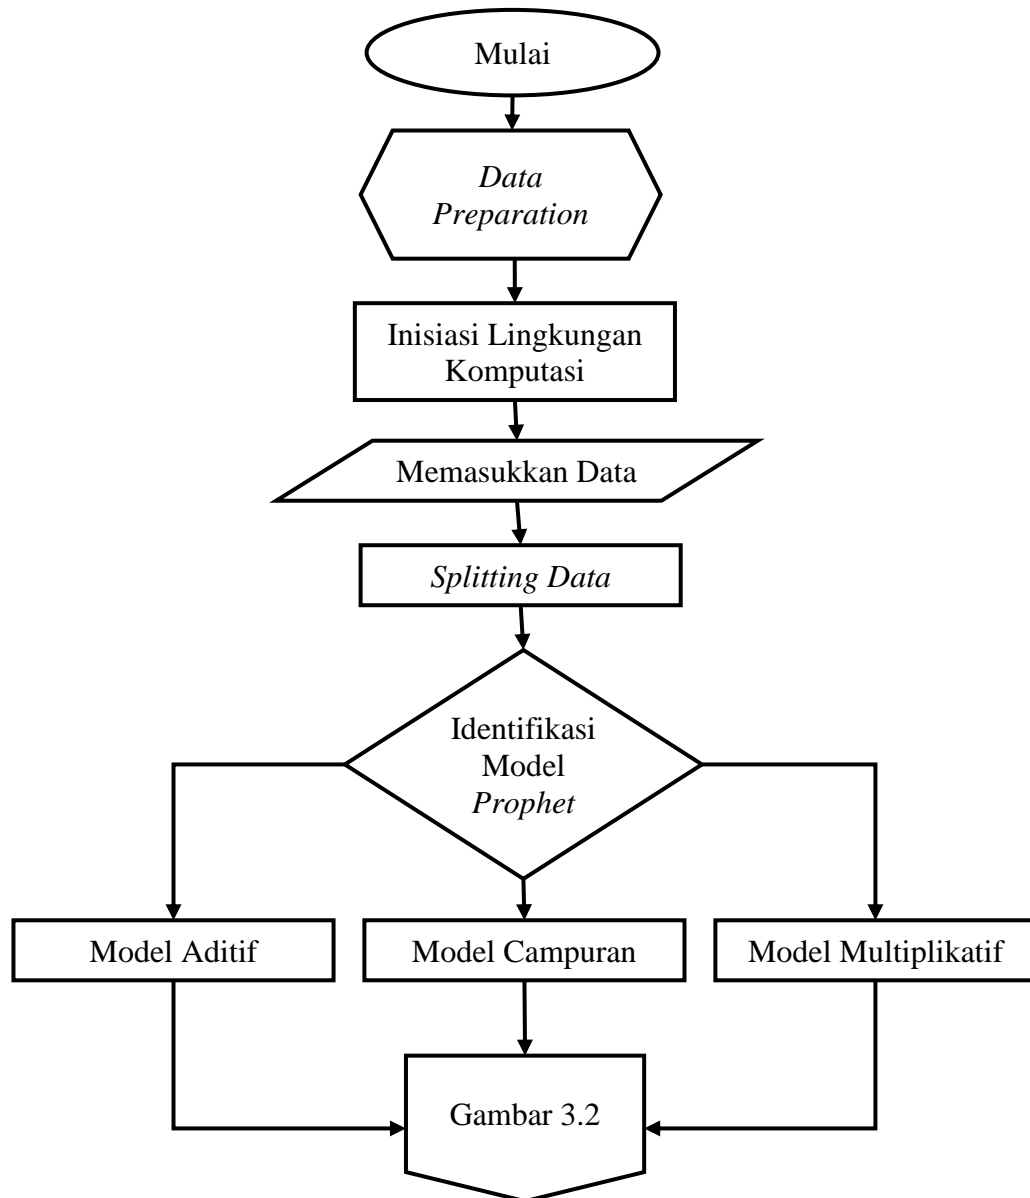 Mulai
Data
Preparation
Inisiasi Lingkungan
Komputasi
Memasukkan Data
Splitting Data
Identifikasi
Model
Prophet
Model Aditif
Model Campuran
Model Multiplikatif
Gambar 3.2